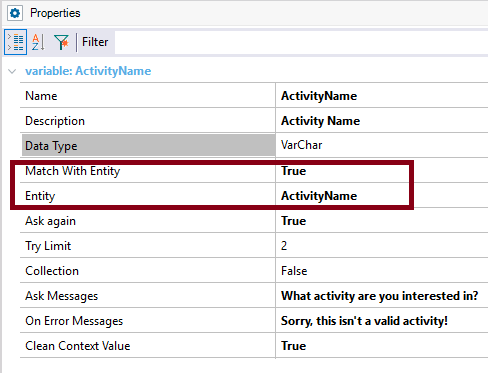 Properties
Filter
variable: ActivityName
Name ActivityName
Description Activity Name
Data Type VarChar
Match With Entity True
Entity ActivityName
Ask again True
Try Limit 2
Collection False
Ask Messages What activity are you interested in?
On Error Messages Sorry, this isn't a valid activity!
Clean Context Value True